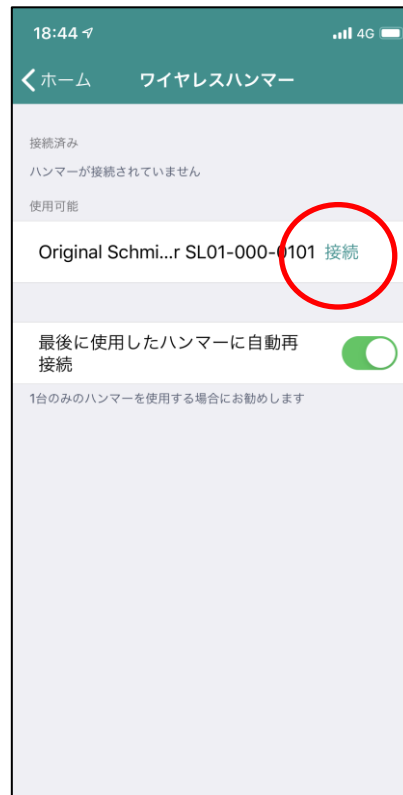 18:44
4G
ホーム
ワイヤレスハンマー
接続済み
ハンマーが接続されていません
使用可能
Original Schmi...r SL01-000-0101 接続
最後に使用したハンマーに自動再
接続
1台のみのハンマーを使用する場合にお勧めします